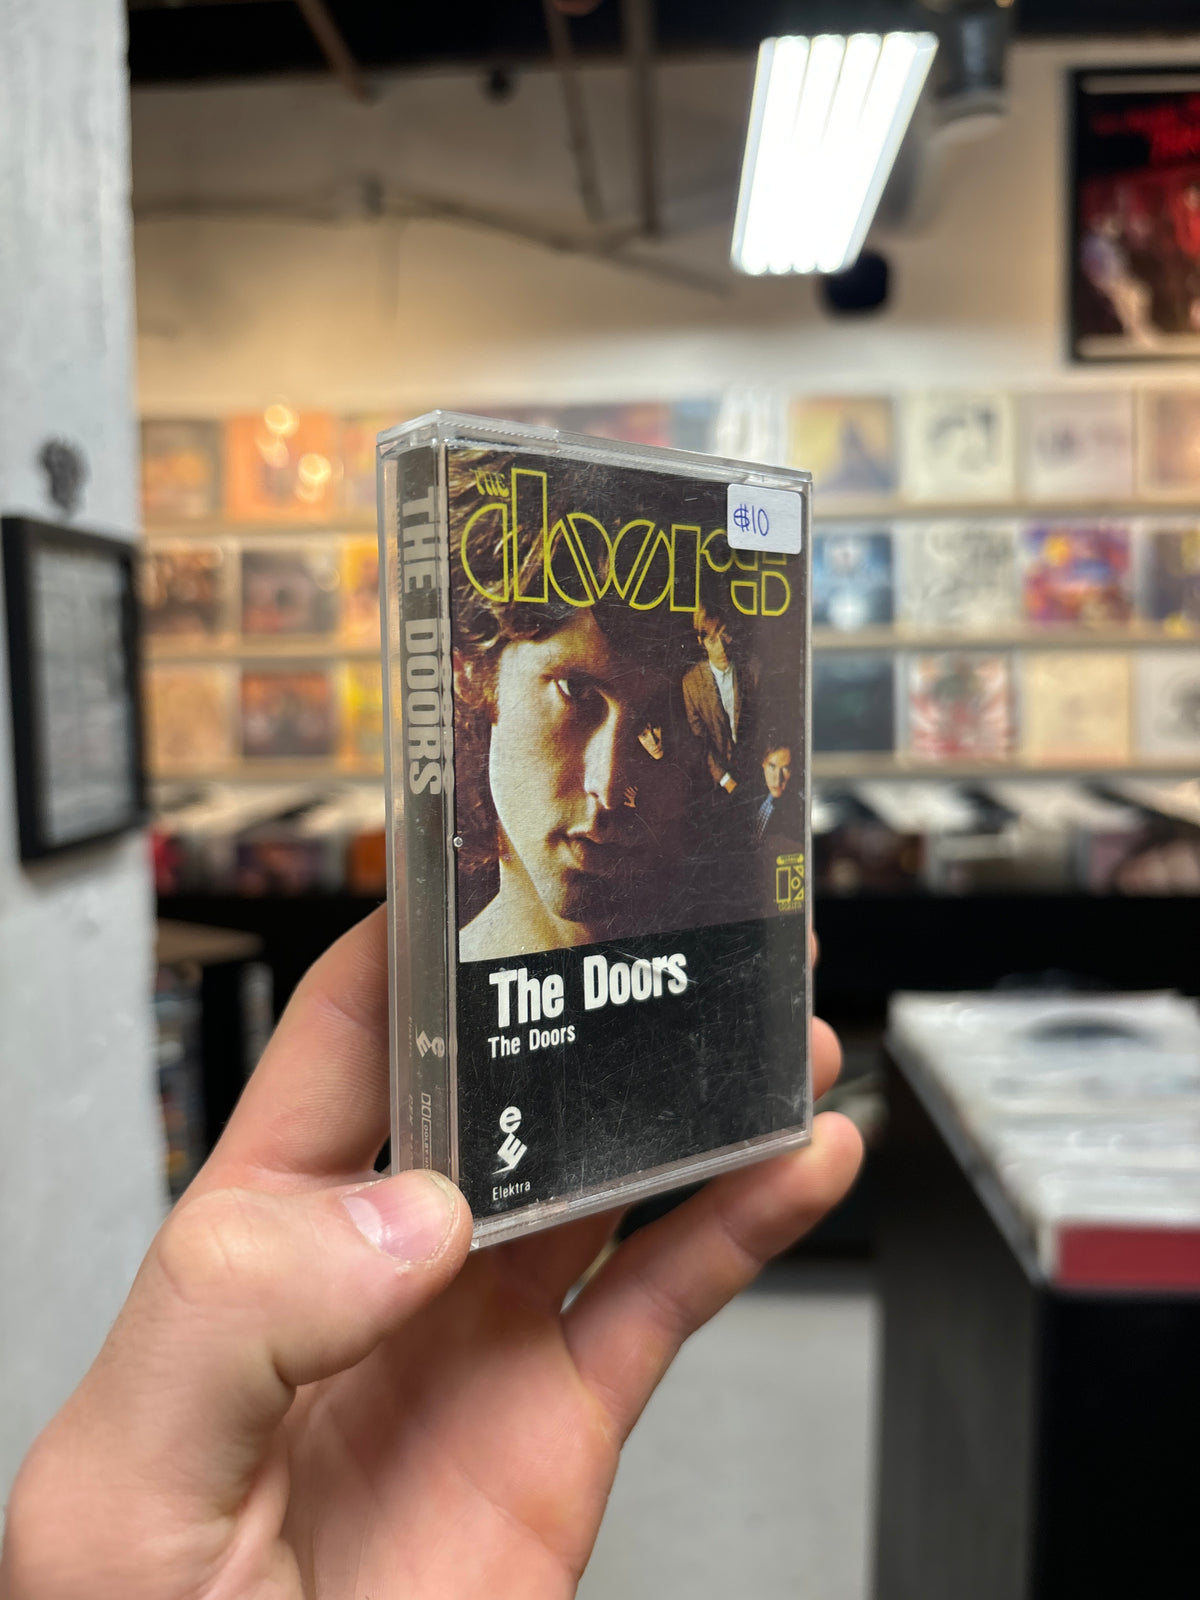 THE
doors
$10
THE DOORS
The Doors
The Doors
Elektra